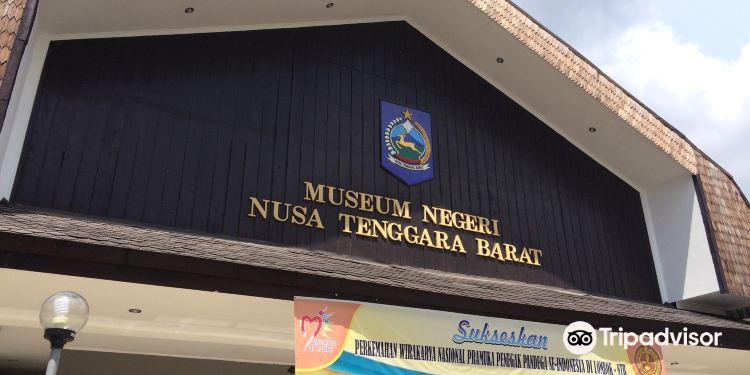 MUSEUM NEGERI
NUSA TENGGARA BARAT
Sukseskan
PERKEMAHAN WIRAKARYA NASIONAL PRAMUKA PENEGAK PANDEGA SE-INDONESIA DI LOMBOK - NTB
Tripadvisor